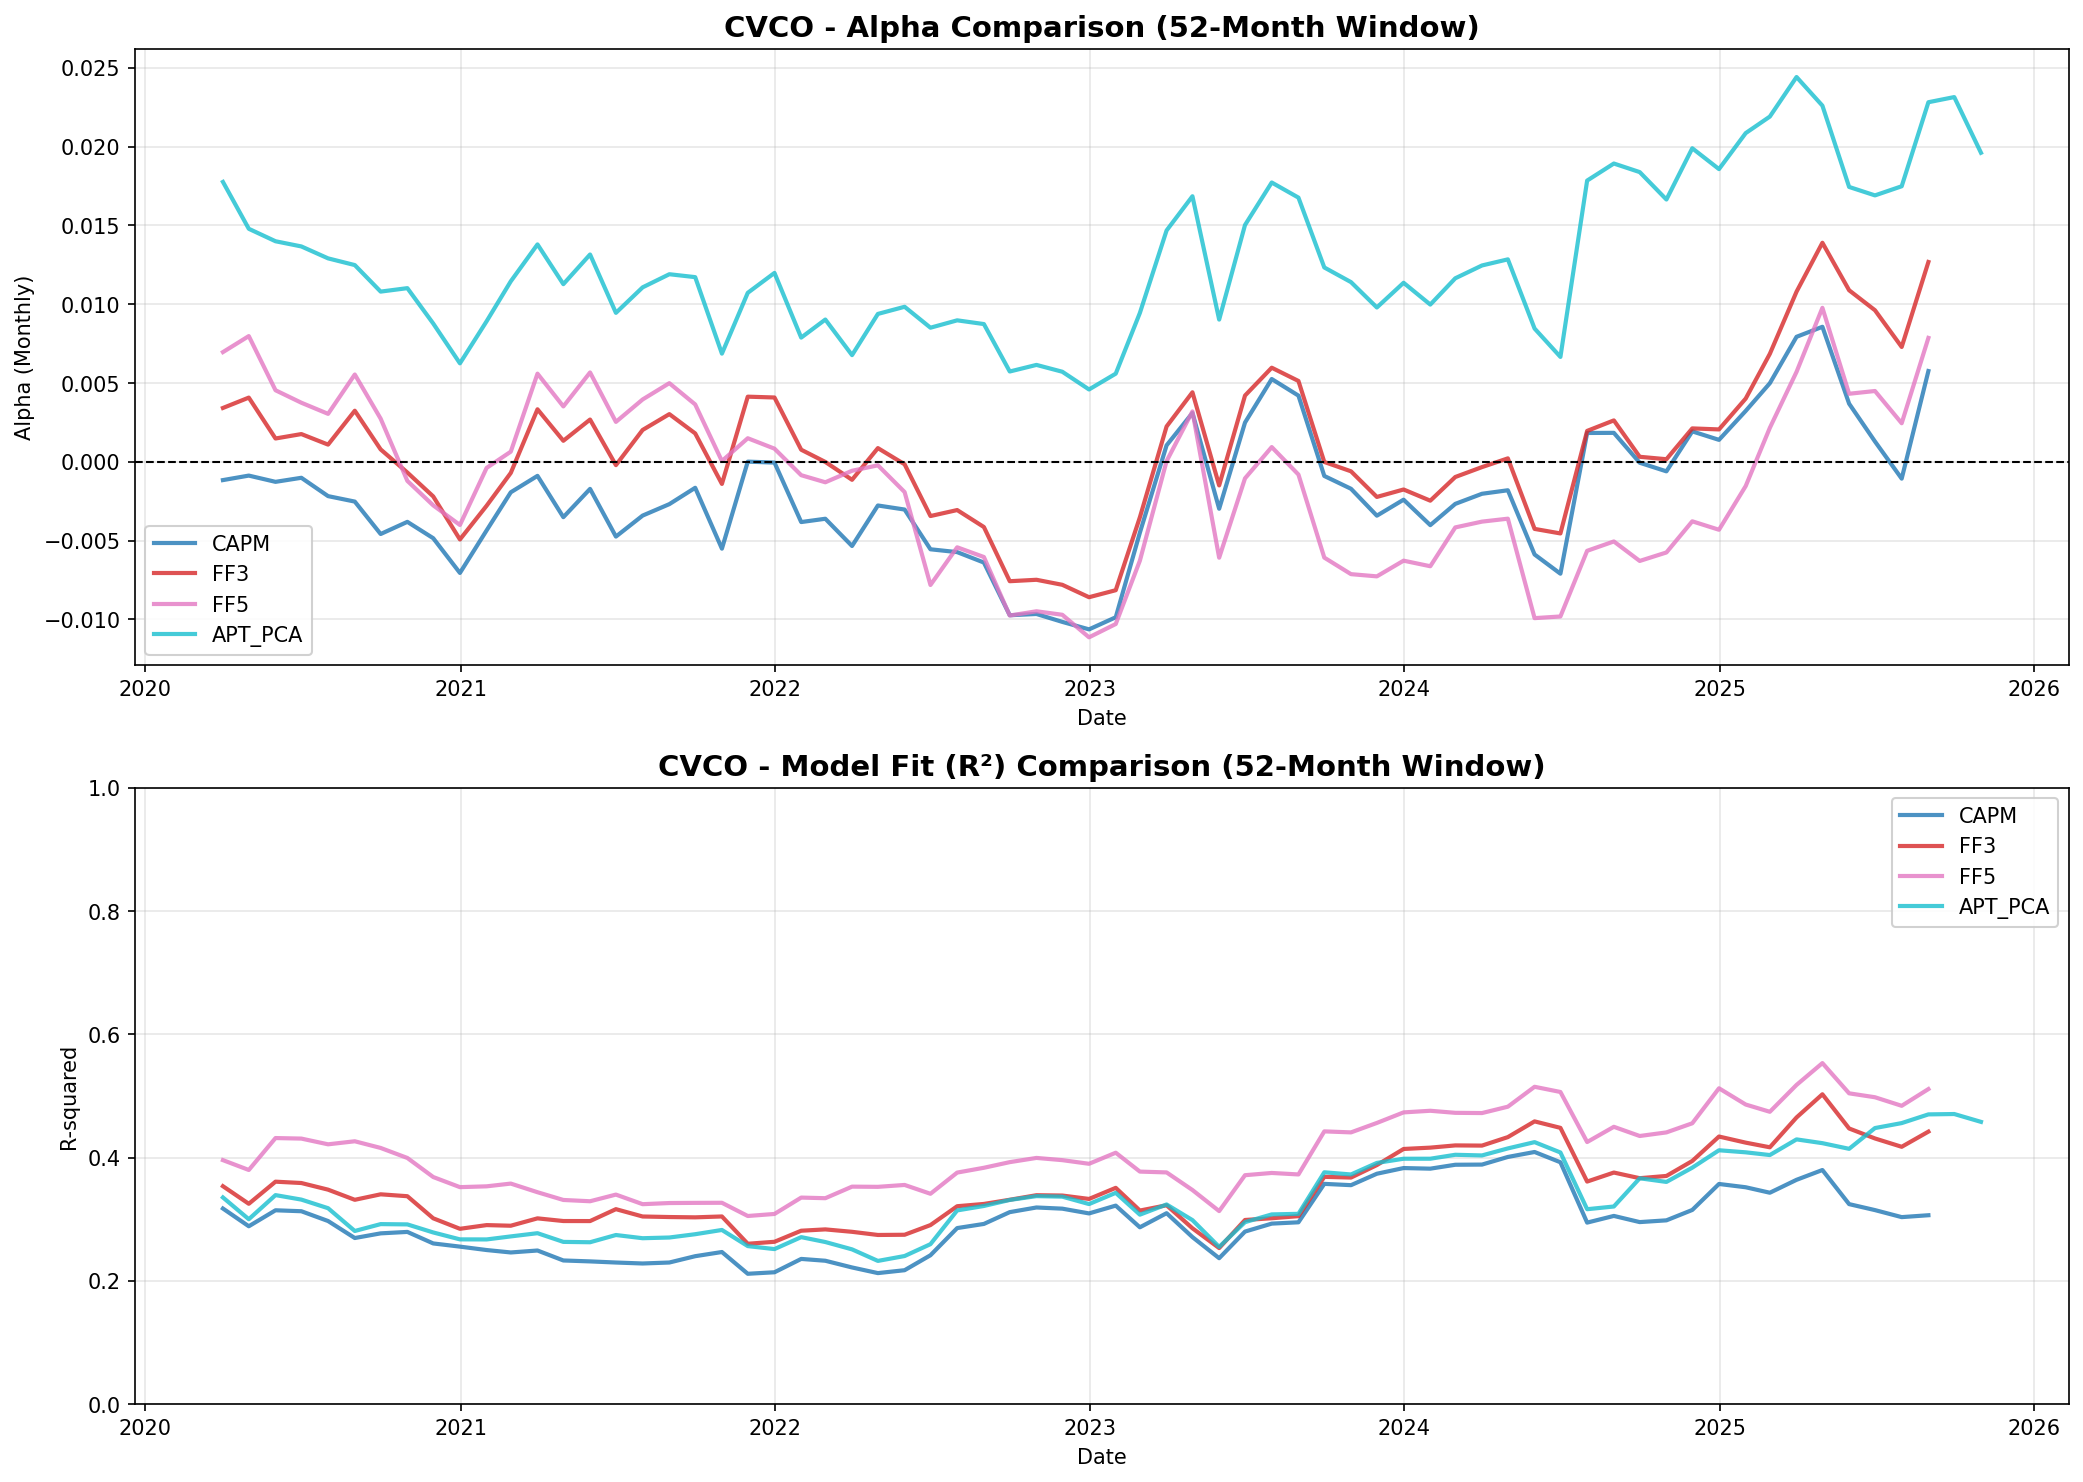 CVCO - Alpha Comparison (52-Month Window)
Alpha (Monthly)
0.025
0.020
0.015
0.010
0.005
0.000
−0.005
−0.010
CAPM
FF3
FF5
APT_PCA
2020
2021
2022
2023
2024
2025
2026
Date
CVCO - Model Fit (R²) Comparison (52-Month Window)
R-squared
1.0
0.8
0.6
0.4
0.2
0.0
CAPM
FF3
FF5
APT_PCA
2020
2021
2022
2023
2024
2025
2026
Date